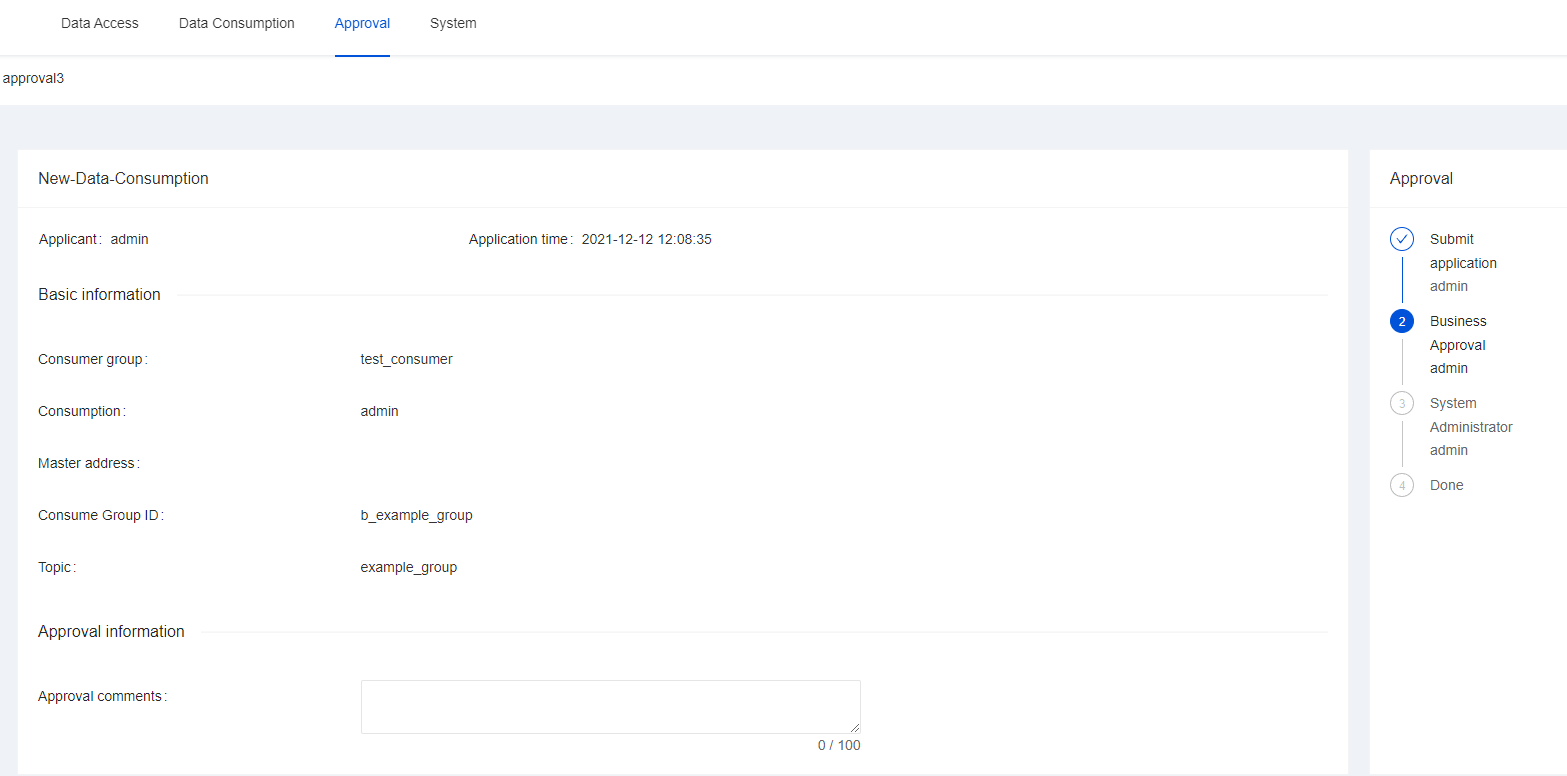 Data Access Data Consumption Approval System
approval3
New-Data-Consumption
Applicant: admin Application time: 2021-12-12 12:08:35
Basic information
Consumer group: test_consumer
Consumption: admin
Master address:
Consume Group ID: b_example_group
Topic: example_group
Approval information
Approval comments:
0 / 100
Approval
Submit
application
admin
2 Business
Approval
admin
3 System
Administrator
admin
4 Done